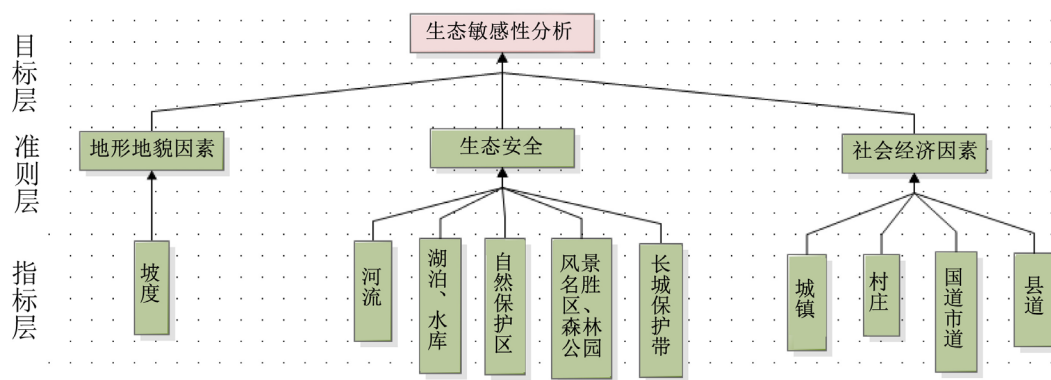 目标层
生态敏感性分析
准则层
地形地貌因素
生态安全
社会经济因素
指标层
坡度
河流
湖泊、水库
自然保护区
风景名胜区、森林公园
长城保护带
城镇
村庄
国道市道
县道